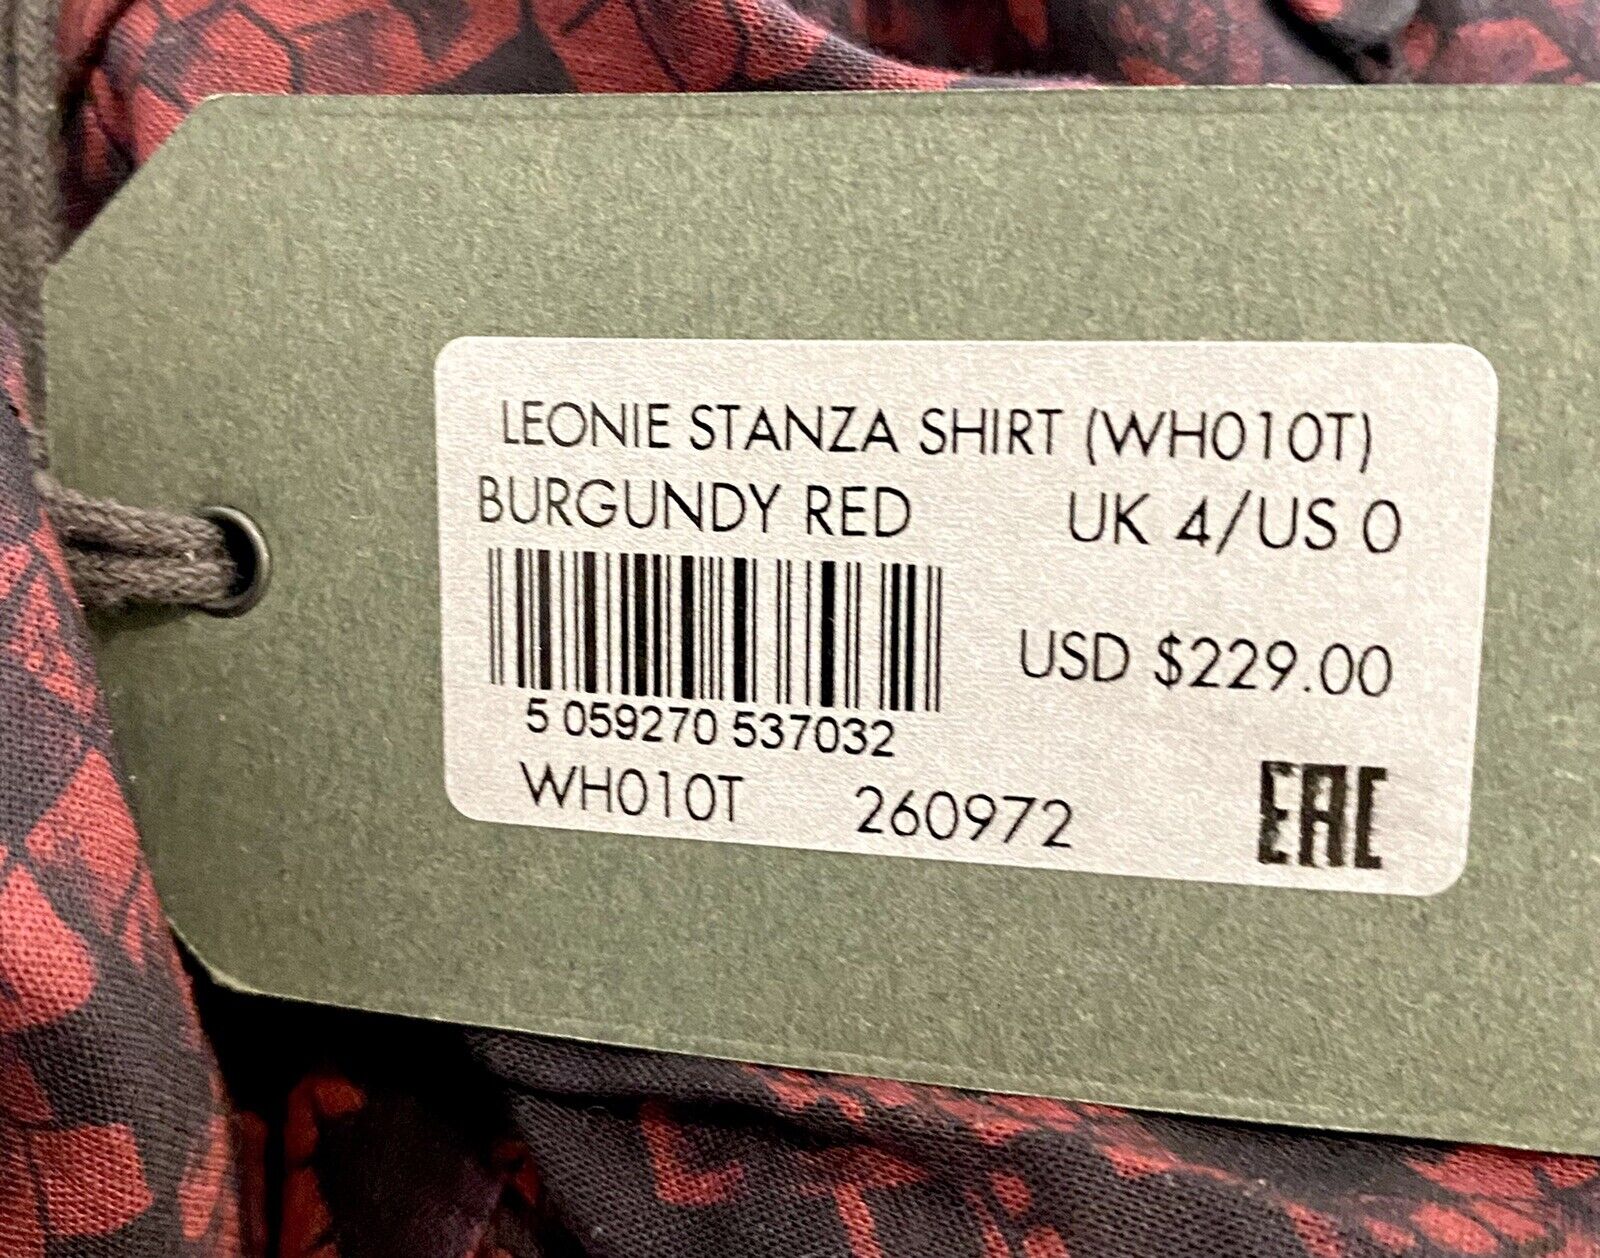 LEONIE STANZA SHIRT (WH010T)
BURGUNDY RED UK 4/US 0
USD $229.00
5 059270 537032
WH010T 260972
EAC